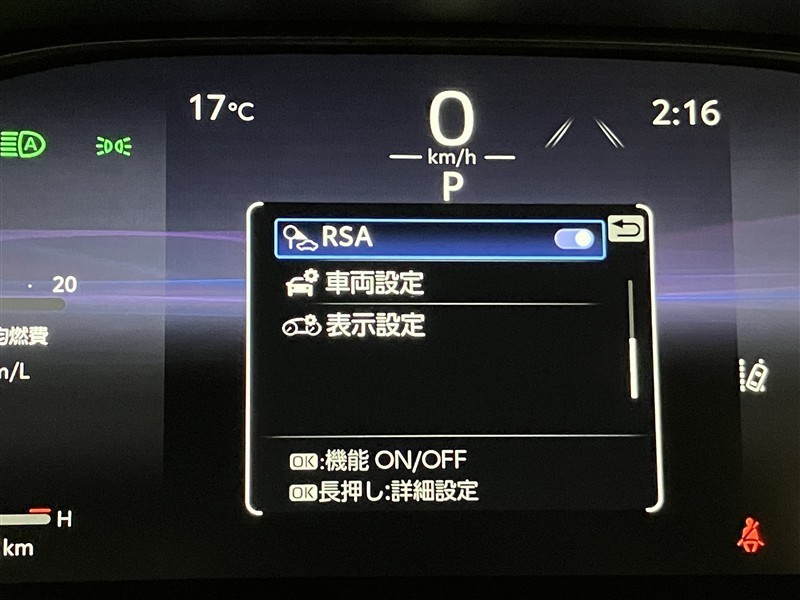 17℃
0
2:16
km/h
A
P
RSA
車両設定
20
表示設定
燃費
/L
OK:機能 ON/OFF
OK長押し:詳細設定
H
km